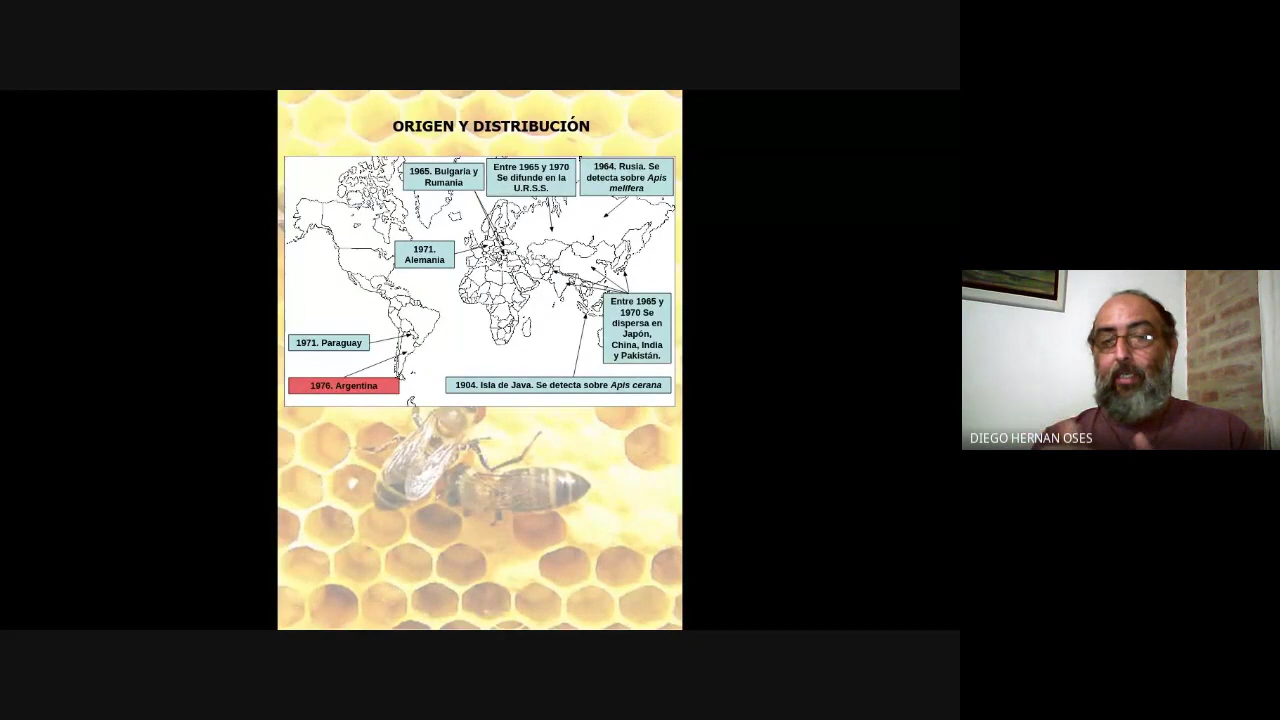 ORIGEN Y DISTRIBUCIÓN
1965. Bulgaria y
Rumania
Entre 1965 y 1970
Se difunde en la
U.R.S.S.
1964. Rusia. Se
detecta sobre Apis
melífera
1971.
Alemania
Entre 1965 y
1970 Se
dispersa en
Japón,
China, India
y Pakistán.
1971. Paraguay
1976. Argentina
1904. Isla de Java. Se detecta sobre Apis cerana
DIEGO HERNAN OSES